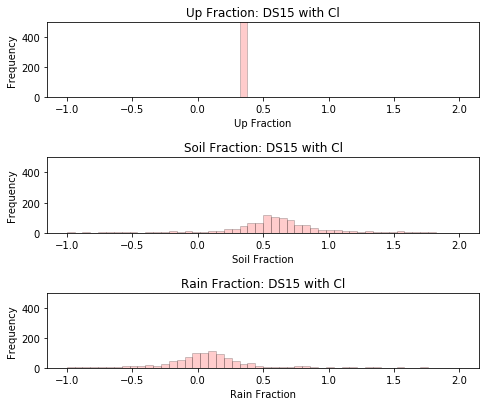 Up Fraction: DS15 with Cl
400
200
0
Frequency
−1.0 −0.5 0.0 0.5 1.0 1.5 2.0
Up Fraction
Soil Fraction: DS15 with Cl
400
200
0
Frequency
−1.0 −0.5 0.0 0.5 1.0 1.5 2.0
Soil Fraction
Rain Fraction: DS15 with Cl
400
200
0
Frequency
−1.0 −0.5 0.0 0.5 1.0 1.5 2.0
Rain Fraction